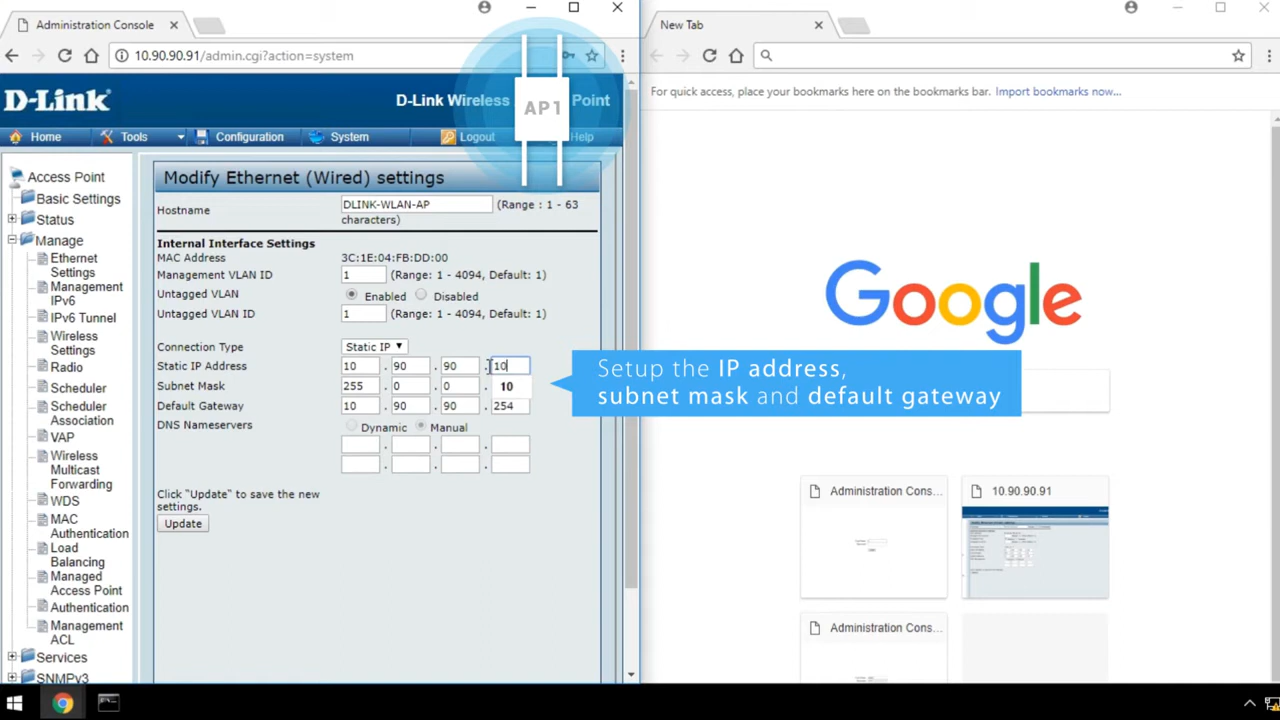 Administration Console
New Tab
10.90.90.91/admin.cgi?action=system
D-Link
D-Link Wireless
Point
AP1
For quick access, place your bookmarks here on the bookmarks bar. Import bookmarks now...
Home
Tools
Configuration
System
Logout
Help
Access Point
Basic Settings
Status
Manage
Ethernet
Settings
Management
IPv6
IPv6 Tunnel
Wireless
Settings
Radio
Scheduler
Scheduler
Association
VAP
Wireless
Multicast
Forwarding
WDS
MAC
Authentication
Load
Balancing
Managed
Access Point
Authentication
Management
ACL
Services
SNMPv3
Modify Ethernet (Wired) settings
Hostname DLINK-WLAN-AP (Range : 1 - 63
characters)
Internal Interface Settings
MAC Address 3C:1E:04:FB:DD:00
Management VLAN ID 1 (Range: 1 - 4094, Default: 1)
Untagged VLAN Enabled Disabled
Untagged VLAN ID 1 (Range: 1 - 4094, Default: 1)
Connection Type Static IP
Static IP Address 10 . 90 . 90 . 10
Subnet Mask 255 . 0 . 0 . 10
Default Gateway 10 . 90 . 90 . 254
DNS Nameservers Dynamic Manual
. . .
. . .
Click "Update" to save the new
settings.
Update
Google
Setup the IP address,
subnet mask and default gateway
Administration Cons...
10.90.90.91
Administration Cons...